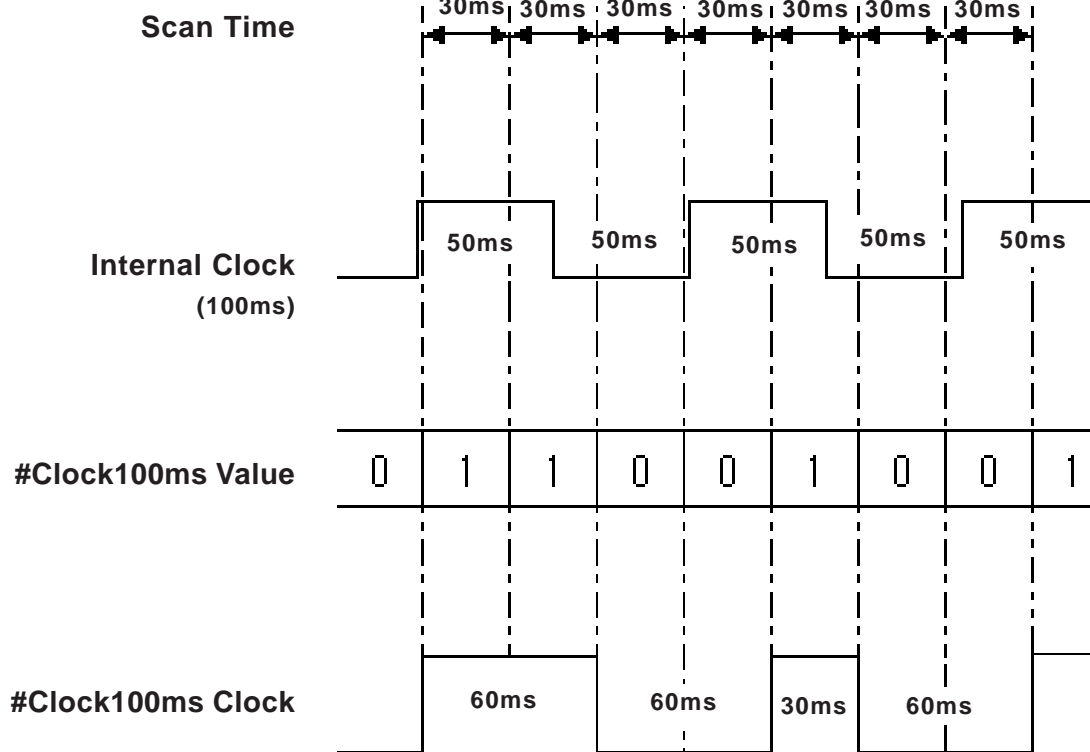 30ms 30ms 30ms 30ms 30ms 30ms 30ms
Scan Time
50ms 50ms 50ms 50ms 50ms
Internal Clock
(100ms)
#Clock100ms Value 0 1 1 0 0 1 0 0 1
#Clock100ms Clock 60ms 60ms 30ms 60ms